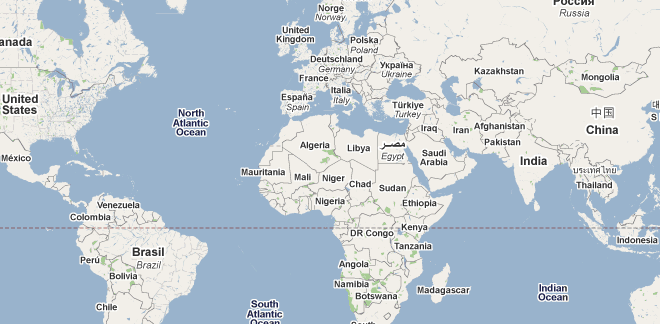 Россия
Russia
Norge
Norway
anada
United
Kingdom
Polska
Poland
Deutschland
Germany
Україна
Ukraine
France
Kazakhstan
Mongolia
Italia
Italy
España
Spain
Türkiye
Turkey
United
States
North
Atlantic
Ocean
中国
China
S
Algeria
Libya
مصر
Egypt
Iraq
Iran
Afghanistan
Pakistan
Saudi
Arabia
India
México
Mauritania
Mali
Niger
Chad
Sudan
ประเทศไทย
Thailand
Venezuela
Colombia
Nigeria
Ethiopia
DR Congo
Kenya
Indonesia
Perú
Brasil
Brazil
Bolivia
Tanzania
Angola
Namibia
Botswana
Madagascar
Indian
Ocean
Chile
South
Atlantic
Ocean
South